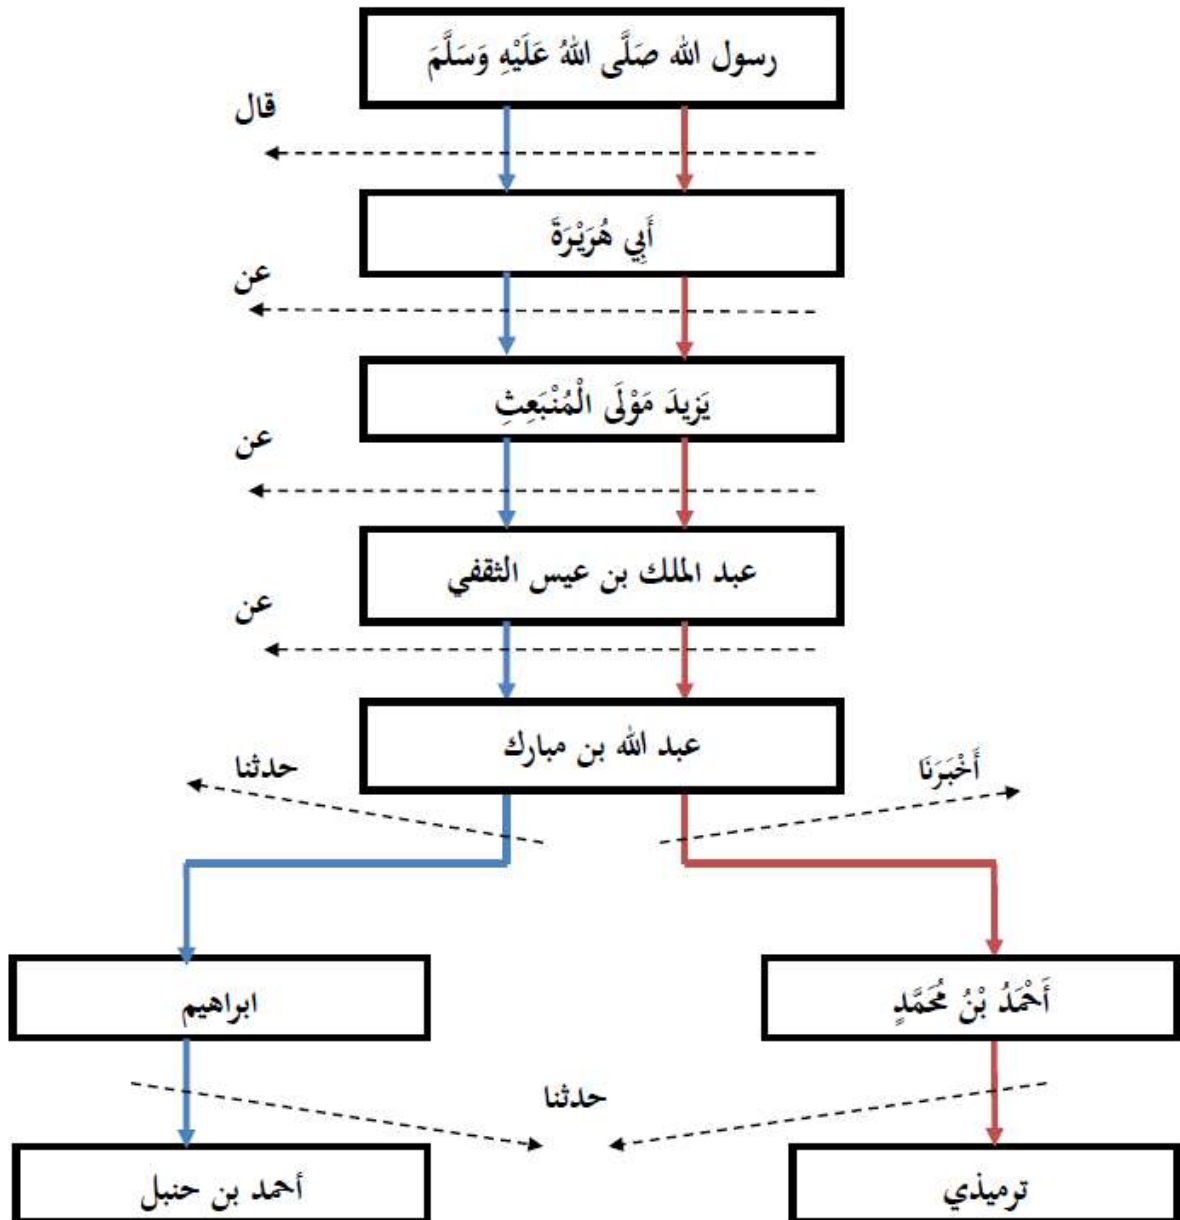 رسول الله صَلَّى اللهُ عَلَيْهِ وَسَلَّمَ
قال
أَبِي هُرَيْرَةَ
عن
يَزِيدَ مَوْلَى الْمُنْبَعِثِ
عن
عبد الملك بن عيس الثقفي
عن
عبد الله بن مبارك
أَخْبَرَنَا
حدثنا
أَحْمَدُ بْنُ مُحَمَّدٍ
ابراهيم
حدثنا
ترميذي
أحمد بن حنبل